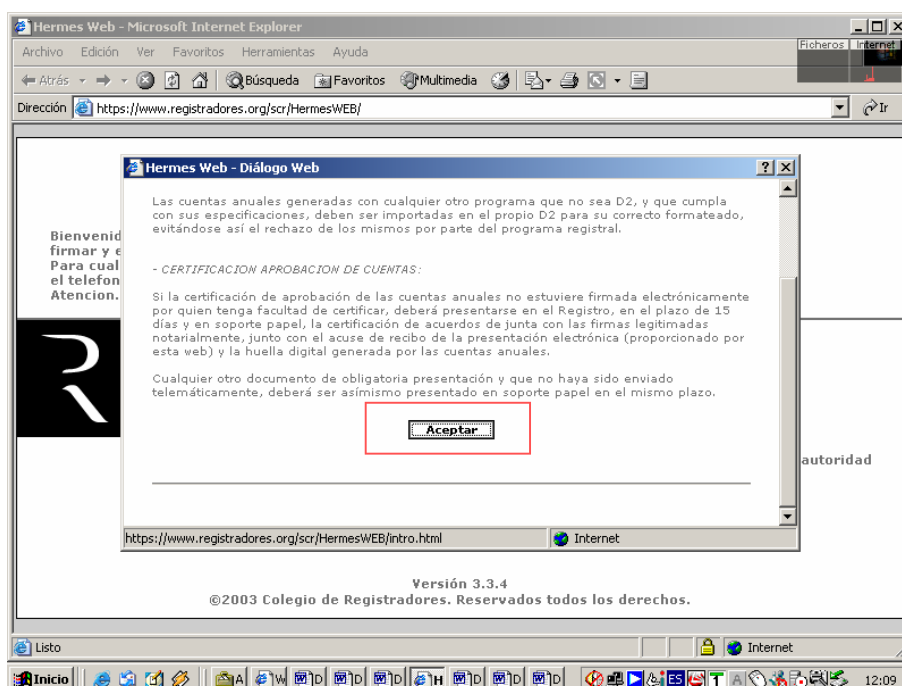 Hermes Web - Microsoft Internet Explorer
Archivo Edición Ver Favoritos Herramientas Ayuda
Ficheros Internet
Atrás Búsqueda Favoritos Multimedia
Dirección https://www.registradores.org/scr/HermesWEB/ Ir
Hermes Web - Diálogo Web
Las cuentas anuales generadas con cualquier otro programa que no sea D2, y que cumpla
con sus especificaciones, deben ser importadas en el propio D2 para su correcto formateado,
evitándose así el rechazo de los mismos por parte del programa registral.
- CERTIFICACION APROBACION DE CUENTAS:
Si la certificación de aprobación de las cuentas anuales no estuviere firmada electrónicamente
por quien tenga facultad de certificar, deberá presentarse en el Registro, en el plazo de 15
días y en soporte papel, la certificación de acuerdos de junta con las firmas legitimadas
notarialmente, junto con el acuse de recibo de la presentación electrónica (proporcionado por
esta web) y la huella digital generada por las cuentas anuales.
Cualquier otro documento de obligatoria presentación y que no haya sido enviado
telemáticamente, deberá ser asímismo presentado en soporte papel en el mismo plazo.
Aceptar
https://www.registradores.org/scr/HermesWEB/intro.html Internet
Bienvenid
firmar y e
Para cual
el telefon
Atencion.
autoridad
Versión 3.3.4
©2003 Colegio de Registradores. Reservados todos los derechos.
Listo Internet
Inicio A W D D D H D D D ES T A 12:09